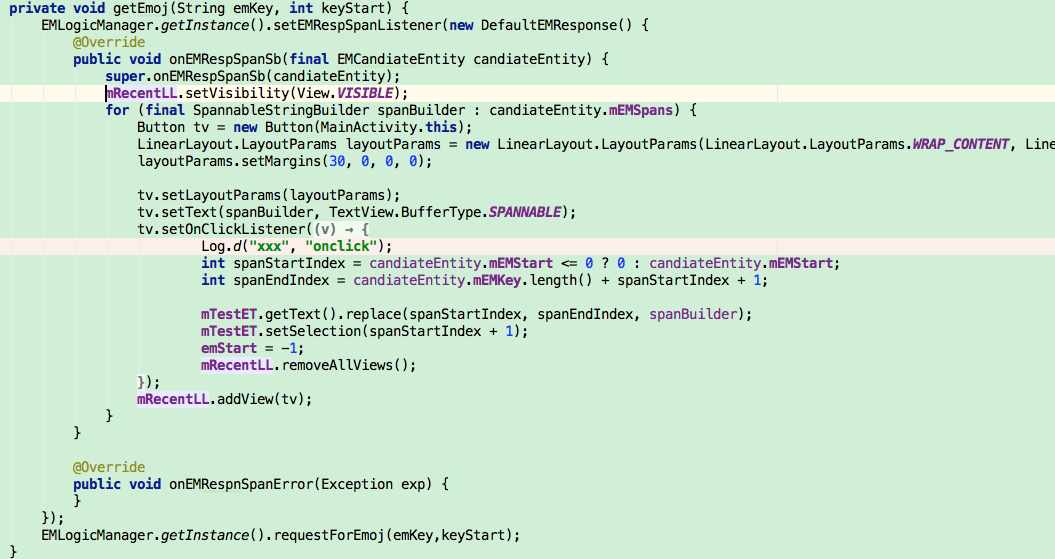 private void getEmoj(String emKey, int keyStart) {
EMLogicManager.getInstance().setEMRespSpanListener(new DefaultEMResponse() {
@Override
public void onEMRespSpanSb(final EMCandiateEntity candiateEntity) {
super.onEMRespSpanSb(candiateEntity);
mRecentLL.setVisibility(View.VISIBLE);
for (final SpannableStringBuilder spanBuilder : candiateEntity.mEMSpans) {
Button tv = new Button(MainActivity.this);
LinearLayout.LayoutParams layoutParams = new LinearLayout.LayoutParams(LinearLayout.LayoutParams.WRAP_CONTENT, Line
layoutParams.setMargins(30, 0, 0, 0);
tv.setLayoutParams(layoutParams);
tv.setText(spanBuilder, TextView.BufferType.SPANNABLE);
tv.setOnClickListener((v) → {
Log.d("xxx", "onclick");
int spanStartIndex = candiateEntity.mEMStart <= 0 ? 0 : candiateEntity.mEMStart;
int spanEndIndex = candiateEntity.mEMKey.length() + spanStartIndex + 1;
mTestET.getText().replace(spanStartIndex, spanEndIndex, spanBuilder);
mTestET.setSelection(spanStartIndex + 1);
emStart = -1;
mRecentLL.removeAllViews();
});
mRecentLL.addView(tv);
}
}
@Override
public void onEMRespnSpanError(Exception exp) {
}
});
EMLogicManager.getInstance().requestForEmoj(emKey,keyStart);
}